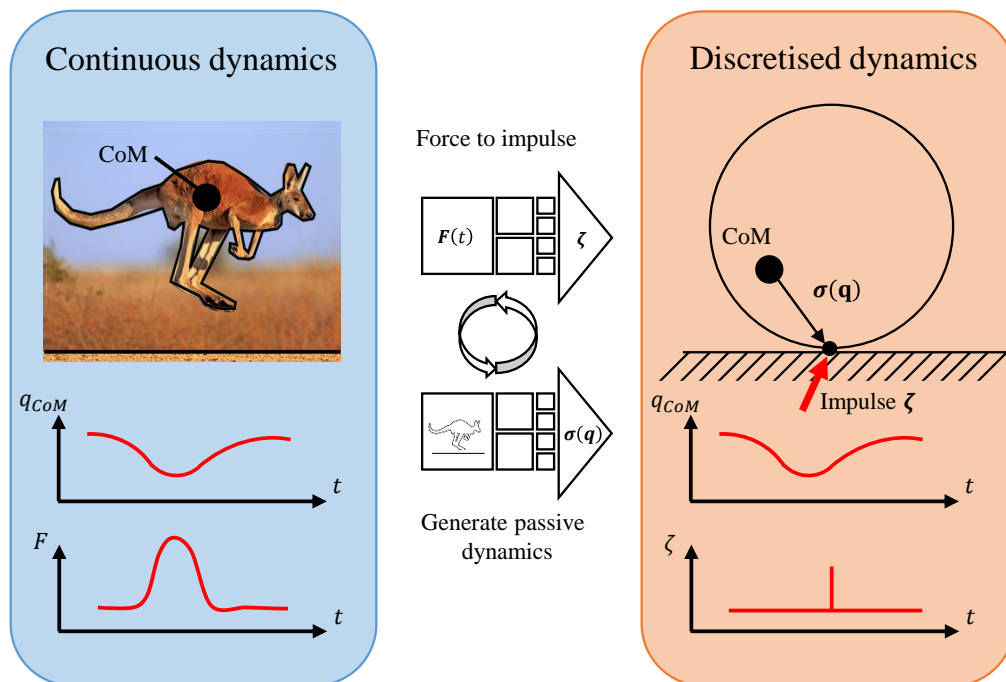 Continuous dynamics
CoM
q_CoM
t
F
t
Force to impulse
F(t)
ζ
σ(q)
Generate passive
dynamics
Discretised dynamics
CoM
σ(q)
Impulse ζ
q_CoM
t
ζ
t